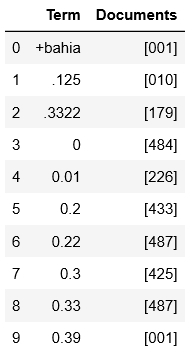 Term Documents
0 +bahia [001]
1 .125 [010]
2 .3322 [179]
3 0 [484]
4 0.01 [226]
5 0.2 [433]
6 0.22 [487]
7 0.3 [425]
8 0.33 [487]
9 0.39 [001]